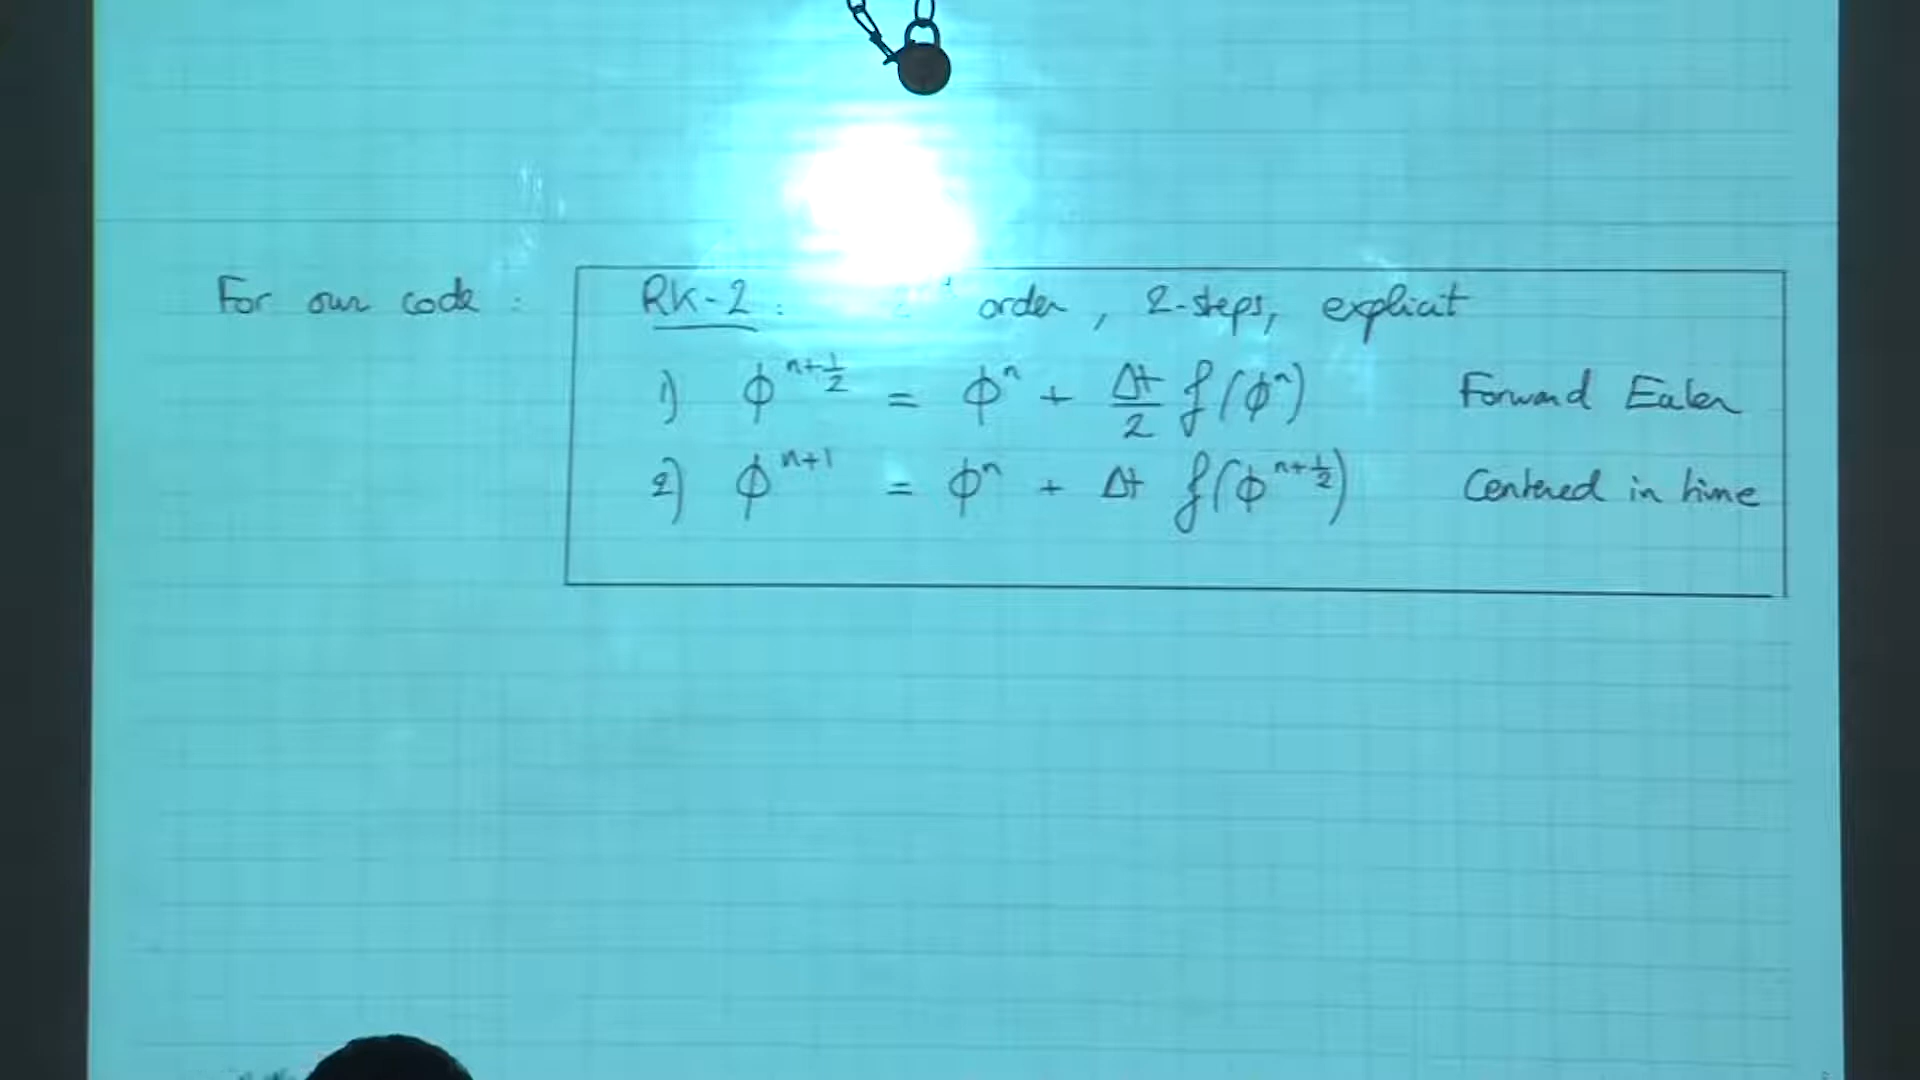 For our code : RK-2 : order, 2-steps, explicit
1) ϕ^{n+1/2} = ϕ^n + Δt/2 f(ϕ^n) Forward Euler
2) ϕ^{n+1} = ϕ^n + Δt f(ϕ^{n+1/2}) Centered in time